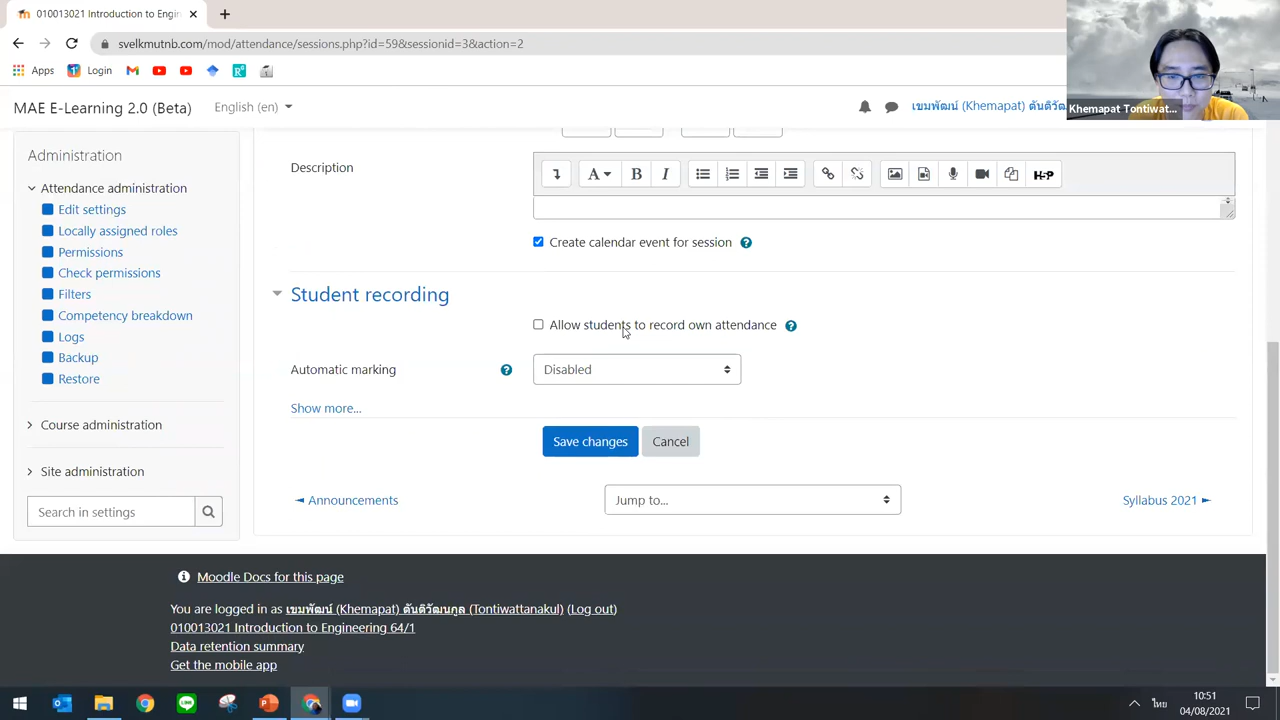 010013021 Introduction to Engin
svelkmutnb.com/mod/attendance/sessions.php?id=59&sessionid=3&action=2
Apps
Login
MAE E-Learning 2.0 (Beta)
English (en)
เขมพัฒน์ (Khemapat) ตันติวั
Khemapat Tontiwat...
Administration
Attendance administration
Edit settings
Locally assigned roles
Permissions
Check permissions
Filters
Competency breakdown
Logs
Backup
Restore
Course administration
Site administration
Search in settings
Description
A
B
I
H-P
Create calendar event for session
Student recording
Allow students to record own attendance
Automatic marking
Disabled
Show more...
Save changes
Cancel
◄ Announcements
Jump to...
Syllabus 2021 ►
Moodle Docs for this page
You are logged in as เขมพัฒน์ (Khemapat) ตันติวัฒนกูล (Tontiwattanakul) (Log out)
010013021 Introduction to Engineering 64/1
Data retention summary
Get the mobile app
ไทย
10:51
04/08/2021